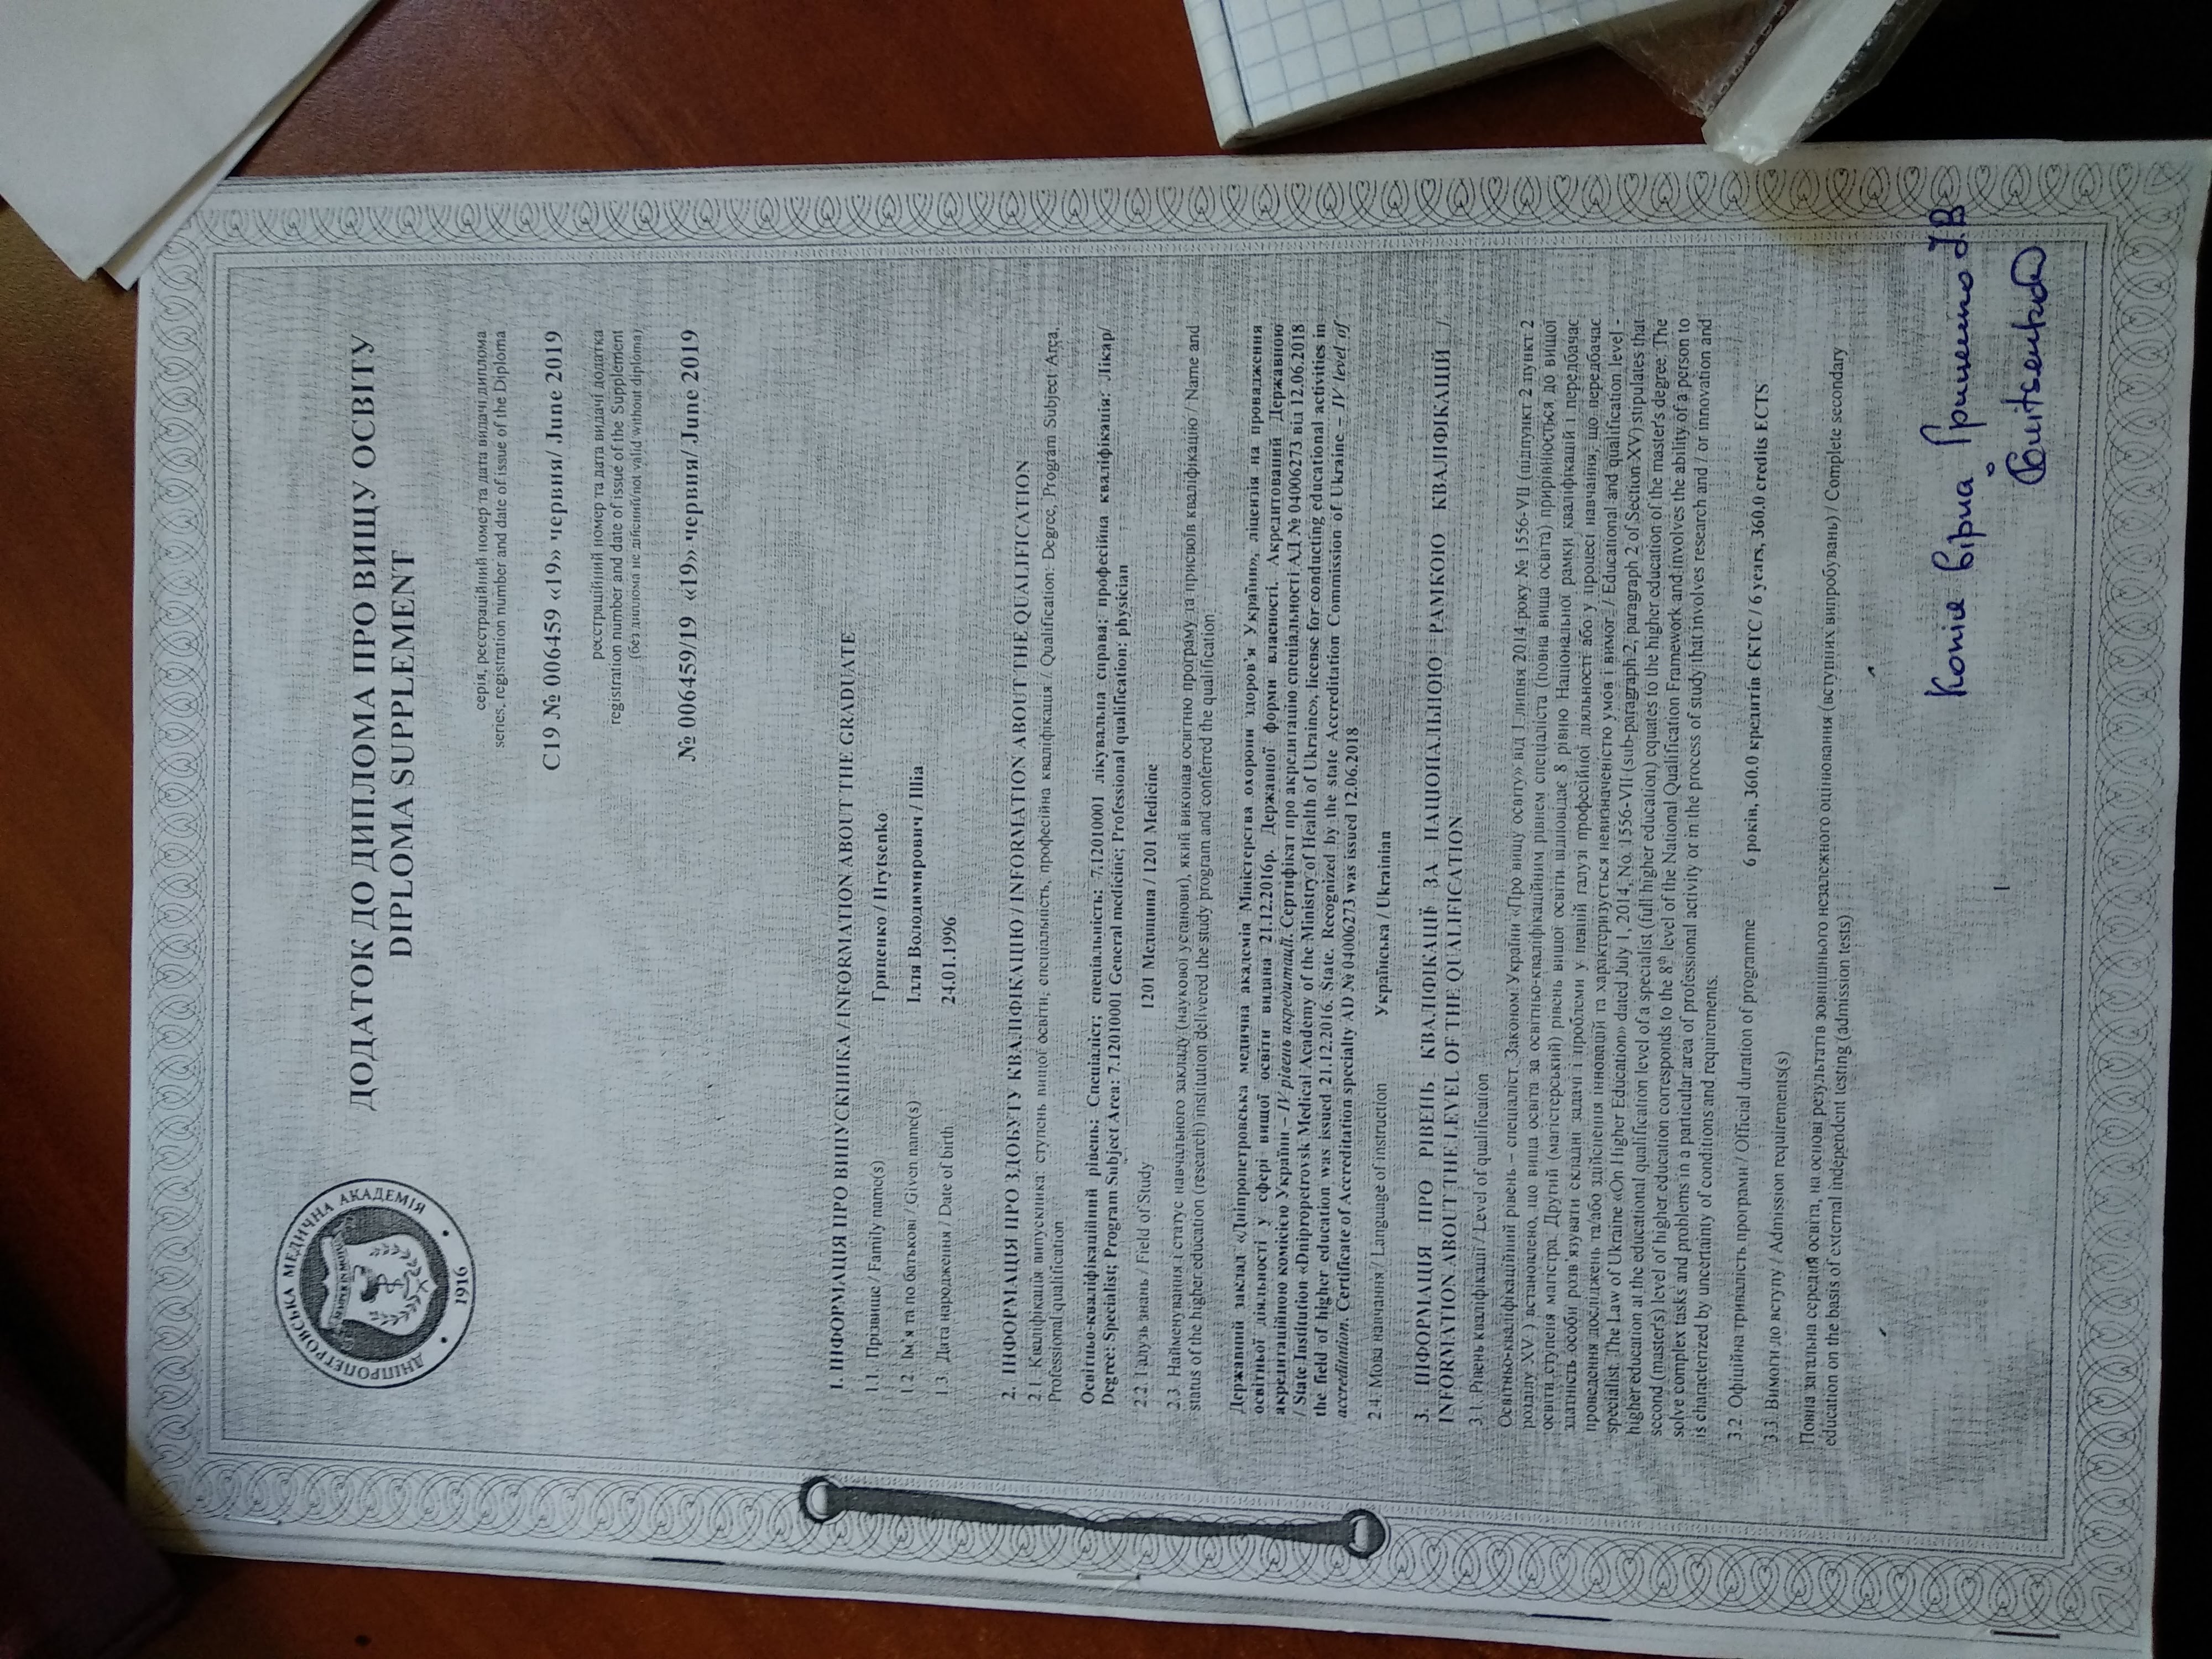 ДНІПРОПЕТРОВСЬКА МЕДИЧНА АКАДЕМІЯ
SEMPER IN MOTU
1916
ДОДАТОК ДО ДИПЛОМА ПРО ВИЩУ ОСВІТУ
DIPLOMA SUPPLEMENT
серія, реєстраційний номер та дата видачі диплома
series, registration number and date of issue of the Diploma
С19 № 006459 «19» червня/ June 2019
реєстраційний номер та дата видачі додатка
registration number and date of issue of the Supplement
(без диплома не дійсний/not valid without diploma)
№ 006459/19 «19» червня/ June 2019
1. ІНФОРМАЦІЯ ПРО ВИПУСКНИКА / INFORMATION ABOUT THE GRADUATE
1.1. Прізвище / Family name(s) Гриценко / Hrytsenko
1.2. Ім'я та по батькові / Given name(s) Ілля Володимирович / Illia
1.3. Дата народження / Date of birth 24.01.1996
2. ІНФОРМАЦІЯ ПРО ЗДОБУТУ КВАЛІФІКАЦІЮ / INFORMATION ABOUT THE QUALIFICATION
2.1. Кваліфікація випускника: ступень вищої освіти, спеціальність, професійна кваліфікація / Qualification: Degree, Program Subject Area,
Professional qualification
Освітньо-кваліфікаційний рівень: Спеціаліст; спеціальність: 7.12010001 лікувальна справа; професійна кваліфікація: Лікар/
Degree: Specialist; Program Subject Area: 7.12010001 General medicine; Professional qualification: physician
2.2. Галузь знань / Field of Study 1201 Медицина / 1201 Medicine
2.3. Найменування і статус навчального закладу (наукової установи), який виконав освітню програму та присвоїв кваліфікацію / Name and
status of the higher education (research) institution delivered the study program and conferred the qualification
Державний заклад «Дніпропетровська медична академія Міністерства охорони здоров'я України», ліцензія на провадження
освітньої діяльності у сфері вищої освіти видана 21.12.2016р. Державної форми власності. Акредитований Державною
акредитаційною комісією України – IV рівень акредитації. Сертифікат про акредитацію спеціальності АД № 04006273 від 12.06.2018
/ State Institution «Dnipropetrovsk Medical Academy of the Ministry of Health of Ukraine», license for conducting educational activities in
the field of higher education was issued 21.12.2016. State. Recognized by the state Accreditation Commission of Ukraine – IV level of
accreditation. Certificate of Accreditation specialty AD № 04006273 was issued 12.06.2018
2.4. Мова навчання / Language of instruction Українська / Ukrainian
3. ІНФОРМАЦІЯ ПРО РІВЕНЬ КВАЛІФІКАЦІЇ ЗА НАЦІОНАЛЬНОЮ РАМКОЮ КВАЛІФІКАЦІЙ /
INFORMATION ABOUT THE LEVEL OF THE QUALIFICATION
3.1. Рівень кваліфікації / Level of qualification
Освітньо-кваліфікаційний рівень – спеціаліст. Законом України «Про вищу освіту» від 1 липня 2014 року № 1556-VII (підпункт 2 пункт 2
розділу XV ) встановлено, що вища освіта за освітньо-кваліфікаційним рівнем спеціаліста (повна вища освіта) прирівнюється до вищої
освіти ступеня магістра. Другий (магістерський) рівень вищої освіти відповідає 8 рівню Національної рамки кваліфікацій і передбачає
здатність особи розв'язувати складні задачі і проблеми у певній галузі професійної діяльності або у процесі навчання, що передбачає
проведення досліджень та/або здійснення інновацій та характеризується невизначеністю умов і вимог. / Educational and qualification level -
specialist. The Law of Ukraine «On Higher Education» dated July 1, 2014, No. 1556-VII (sub-paragraph 2, paragraph 2 of Section XV) stipulates that
higher education at the educational qualification level of a specialist (full higher education) equates to the higher education of the master's degree. The
second (master's) level of higher education corresponds to the 8th level of the National Qualification Framework and involves the ability of a person to
solve complex tasks and problems in a particular area of professional activity or in the process of study that involves research and / or innovation and
is characterized by uncertainty of conditions and requirements.
3.2. Офіційна тривалість програми / Official duration of programme 6 років, 360.0 кредитів ЄКТС / 6 years, 360.0 credits ECTS
3.3. Вимоги до вступу / Admission requirements(s)
Повна загальна середня освіта, на основі результатів зовнішнього незалежного оцінювання (вступних випробувань) / Complete secondary
education on the basis of external independent testing (admission tests)
Копія вірна Гриценко І.В
1